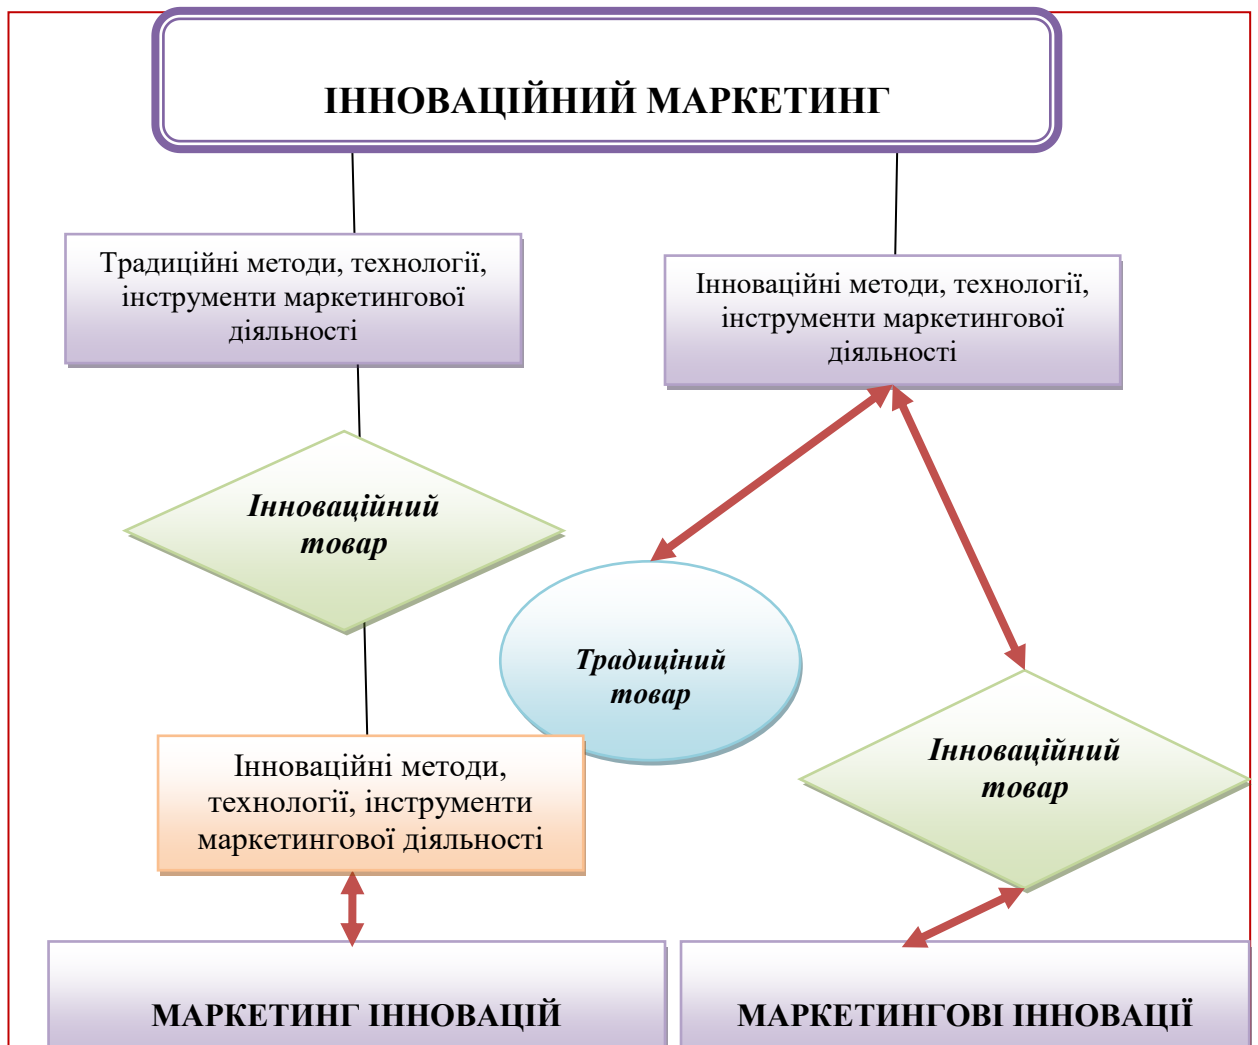 ІННОВАЦІЙНИЙ МАРКЕТИНГ
Традиційні методи, технології,
інструменти маркетингової
діяльності
Інноваційні методи, технології,
інструменти маркетингової
діяльності
Інноваційний
товар
Традиціний
товар
Інноваційний
товар
Інноваційні методи,
технології, інструменти
маркетингової діяльності
МАРКЕТИНГ ІННОВАЦІЙ
МАРКЕТИНГОВІ ІННОВАЦІЇ